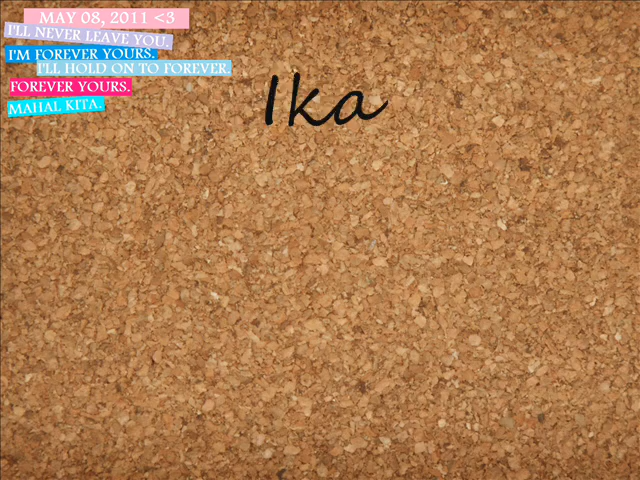 MAY 08, 2011 <3
I'LL NEVER LEAVE YOU.
I'M FOREVER YOURS.
I'LL HOLD ON TO FOREVER.
FOREVER YOURS.
MAHAL KITA.
Ika